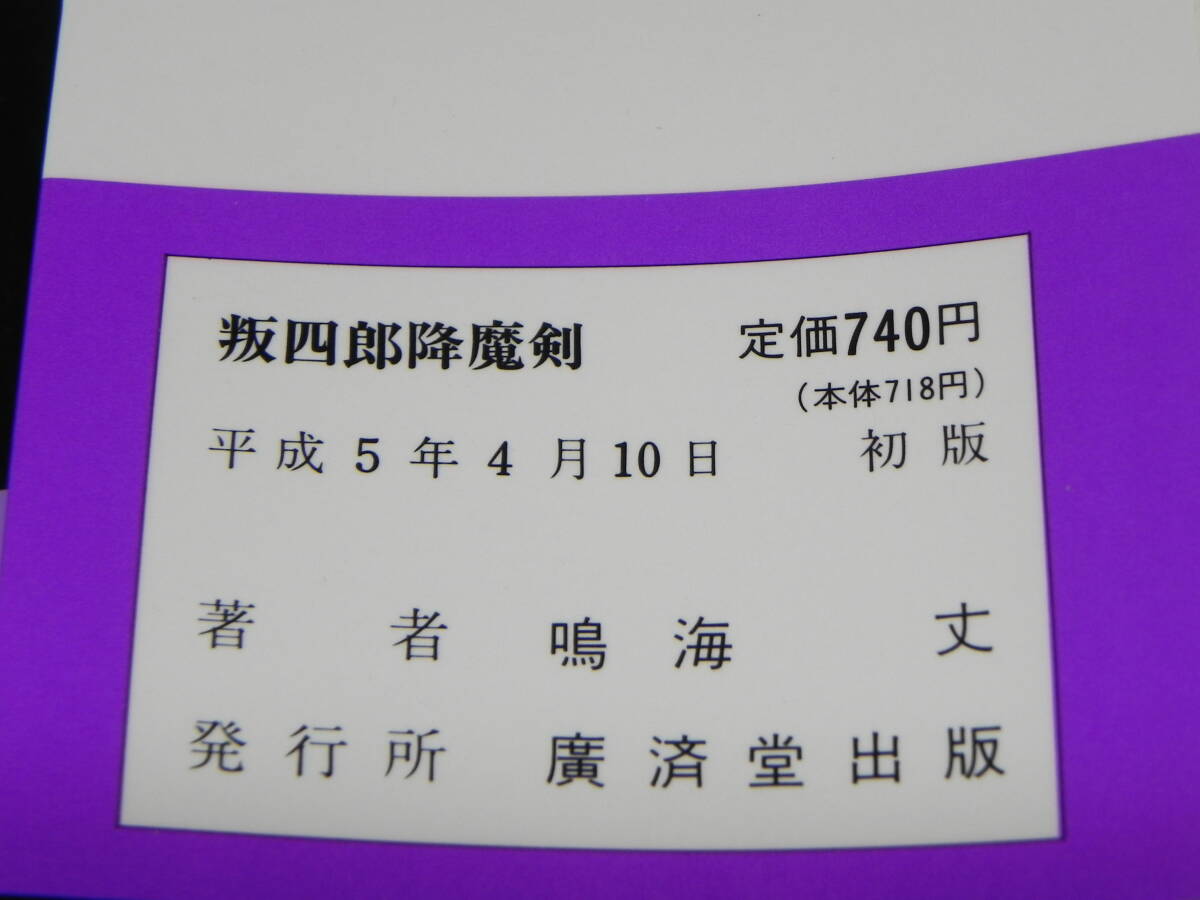 叛四郎降魔剣 定価740円
(本体718円)
平成5年4月10日 初版
著者 鳴海 丈
発行所 廣済堂出版